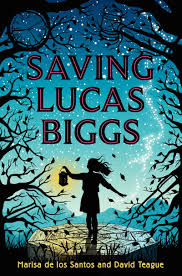 SAVING
LUCAS
BIGGS
Marisa de los Santos and David Teague